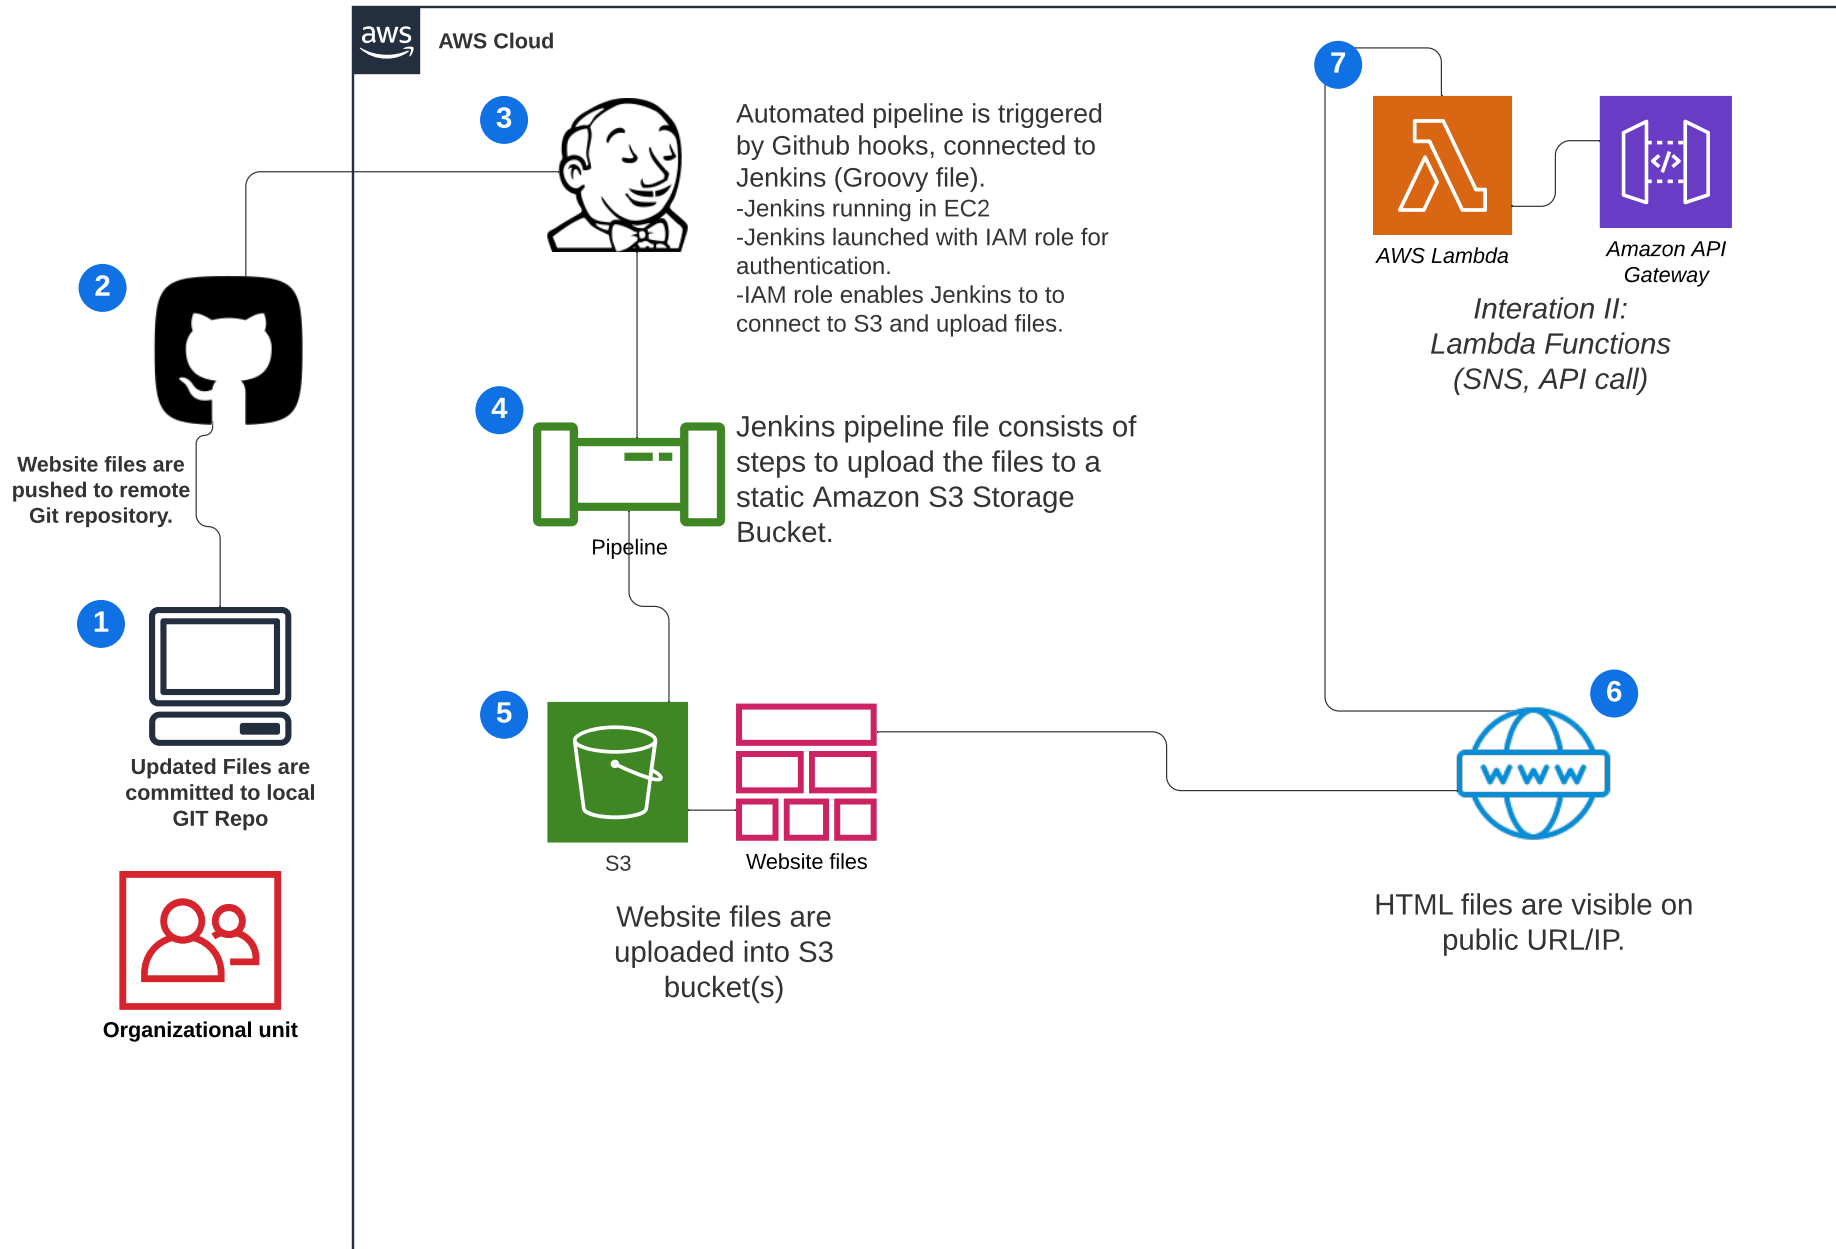 aws
AWS Cloud
1
Updated Files are
committed to local
GIT Repo
Organizational unit
2
Website files are
pushed to remote
Git repository.
3
Automated pipeline is triggered
by Github hooks, connected to
Jenkins (Groovy file).
-Jenkins running in EC2
-Jenkins launched with IAM role for
authentication.
-IAM role enables Jenkins to to
connect to S3 and upload files.
4
Pipeline
Jenkins pipeline file consists of
steps to upload the files to a
static Amazon S3 Storage
Bucket.
5
S3
Website files
Website files are
uploaded into S3
bucket(s)
6
WWW
HTML files are visible on
public URL/IP.
7
AWS Lambda
</>
Amazon API
Gateway
Interation II:
Lambda Functions
(SNS, API call)